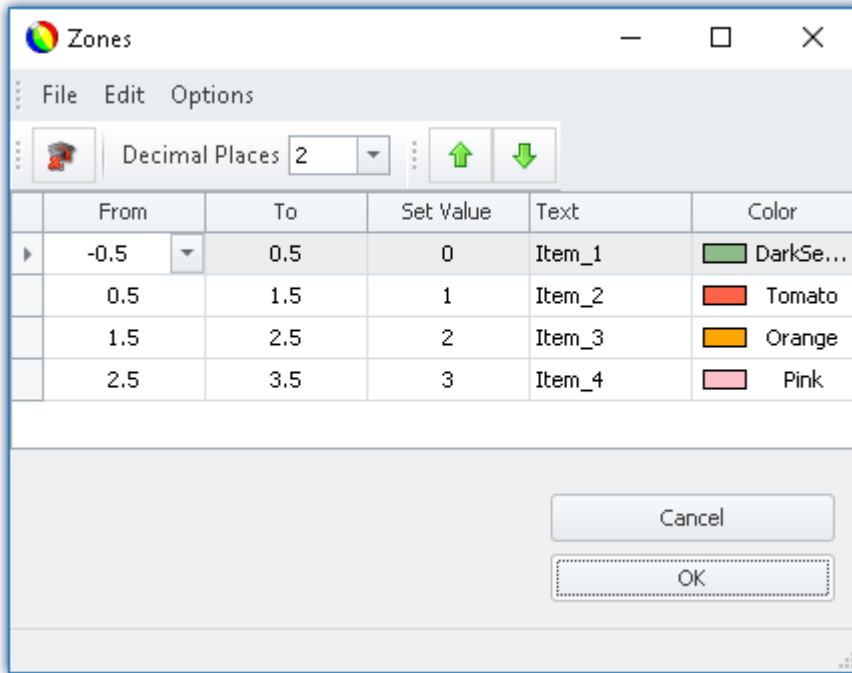 Zones
File Edit Options
Decimal Places 2
From To Set Value Text Color
-0.5 0.5 0 Item_1 DarkSe...
0.5 1.5 1 Item_2 Tomato
1.5 2.5 2 Item_3 Orange
2.5 3.5 3 Item_4 Pink
Cancel
OK